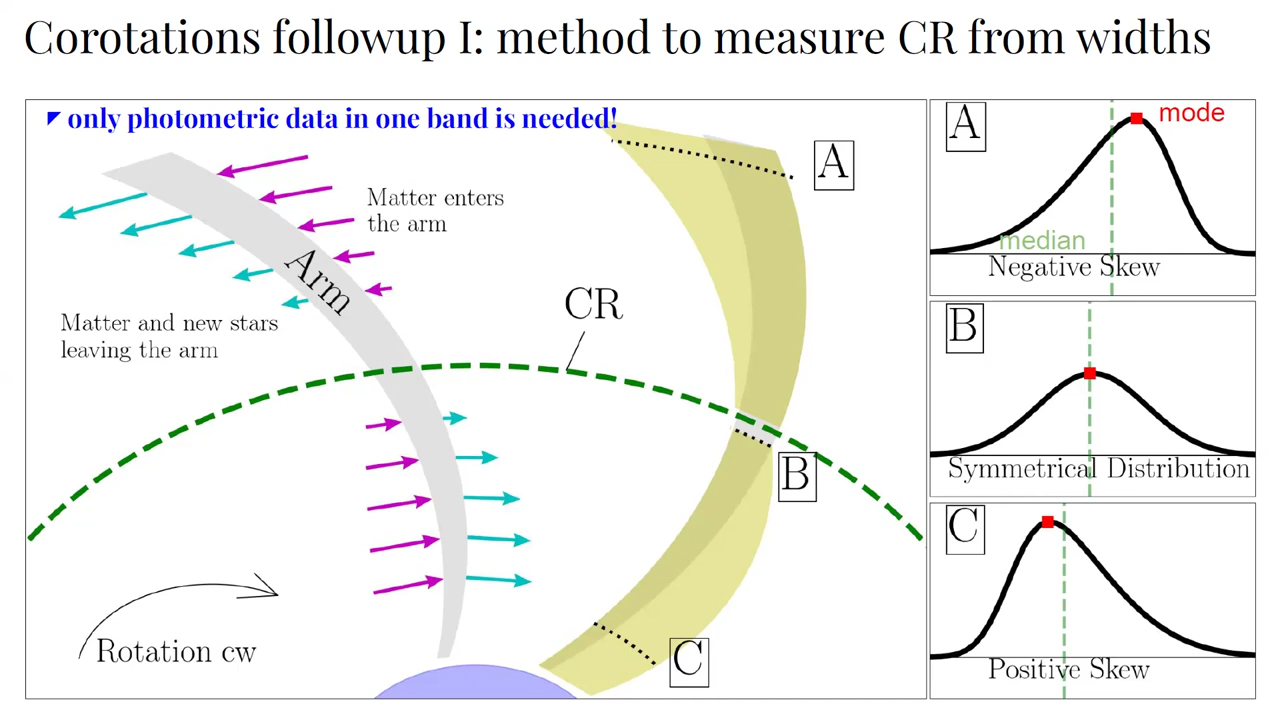 Corotations followup I: method to measure CR from widths
only photometric data in one band is needed!
A
Matter enters
the arm
Arm
CR
Matter and new stars
leaving the arm
B
Rotation cw
C
A
mode
median
Negative Skew
B
Symmetrical Distribution
C
Positive Skew